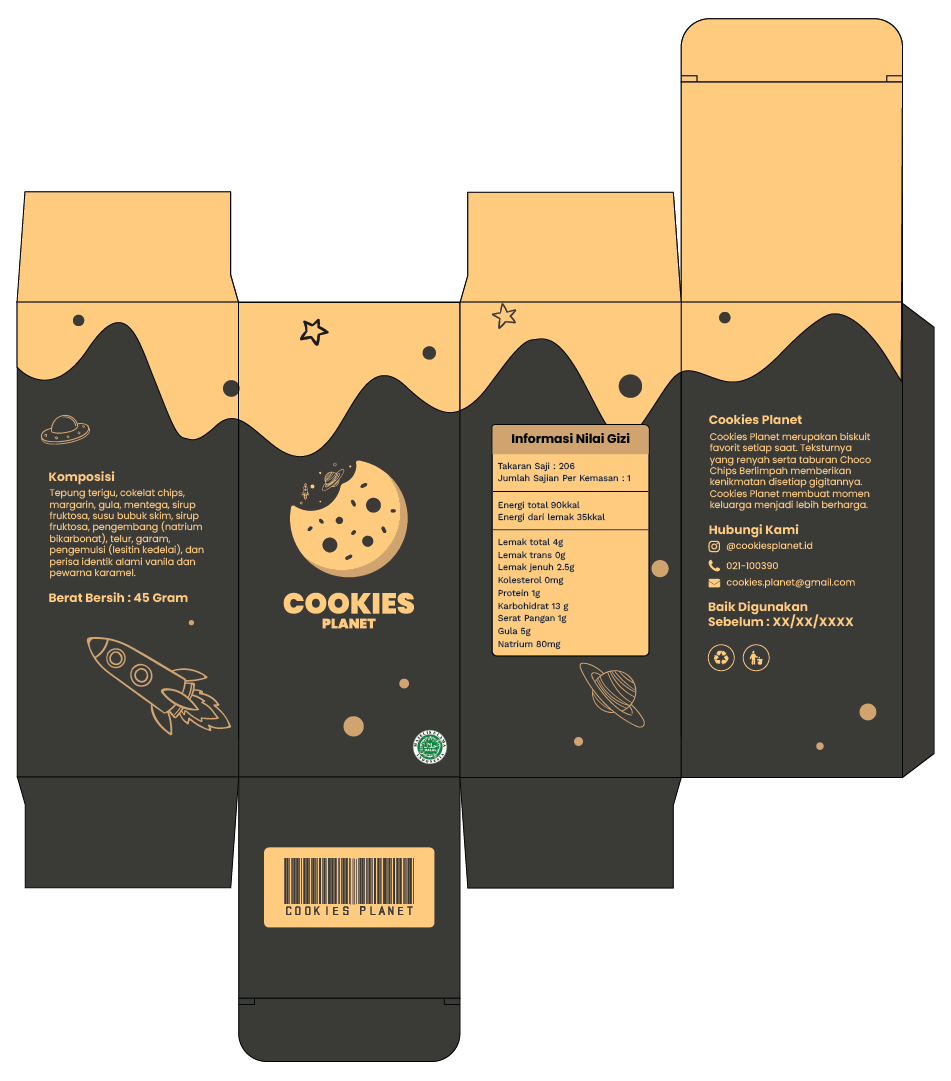 Komposisi
Tepung terigu, cokelat chips,
margarin, gula, mentega, sirup
fruktosa, susu bubuk skim, sirup
fruktosa, pengembang (natrium
bikarbonat), telur, garam,
pengemulsi (lesitin kedelai), dan
perisa identik alami vanila dan
pewarna karamel.
Berat Bersih : 45 Gram
COOKIES
PLANET
Informasi Nilai Gizi
Takaran Saji : 206
Jumlah Sajian Per Kemasan : 1
Energi total 90kkal
Energi dari lemak 35kkal
Lemak total 4g
Lemak trans 0g
Lemak jenuh 2.5g
Kolesterol 0mg
Protein 1g
Karbohidrat 13 g
Serat Pangan 1g
Gula 5g
Natrium 80mg
Cookies Planet
Cookies Planet merupakan biskuit
favorit setiap saat. Teksturnya
yang renyah serta taburan Choco
Chips Berlimpah memberikan
kenikmatan disetiap gigitannya.
Cookies Planet membuat momen
keluarga menjadi lebih berharga.
Hubungi Kami
@cookiesplanet.id
021-100390
cookies.planet@gmail.com
Baik Digunakan
Sebelum : XX/XX/XXXX
COOKIES PLANET